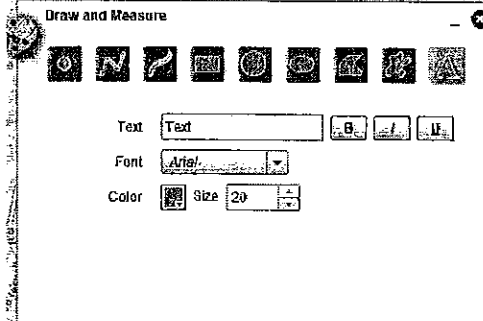 Draw and Measure
A
Text Text B I U
Font Arial
Color Size 20